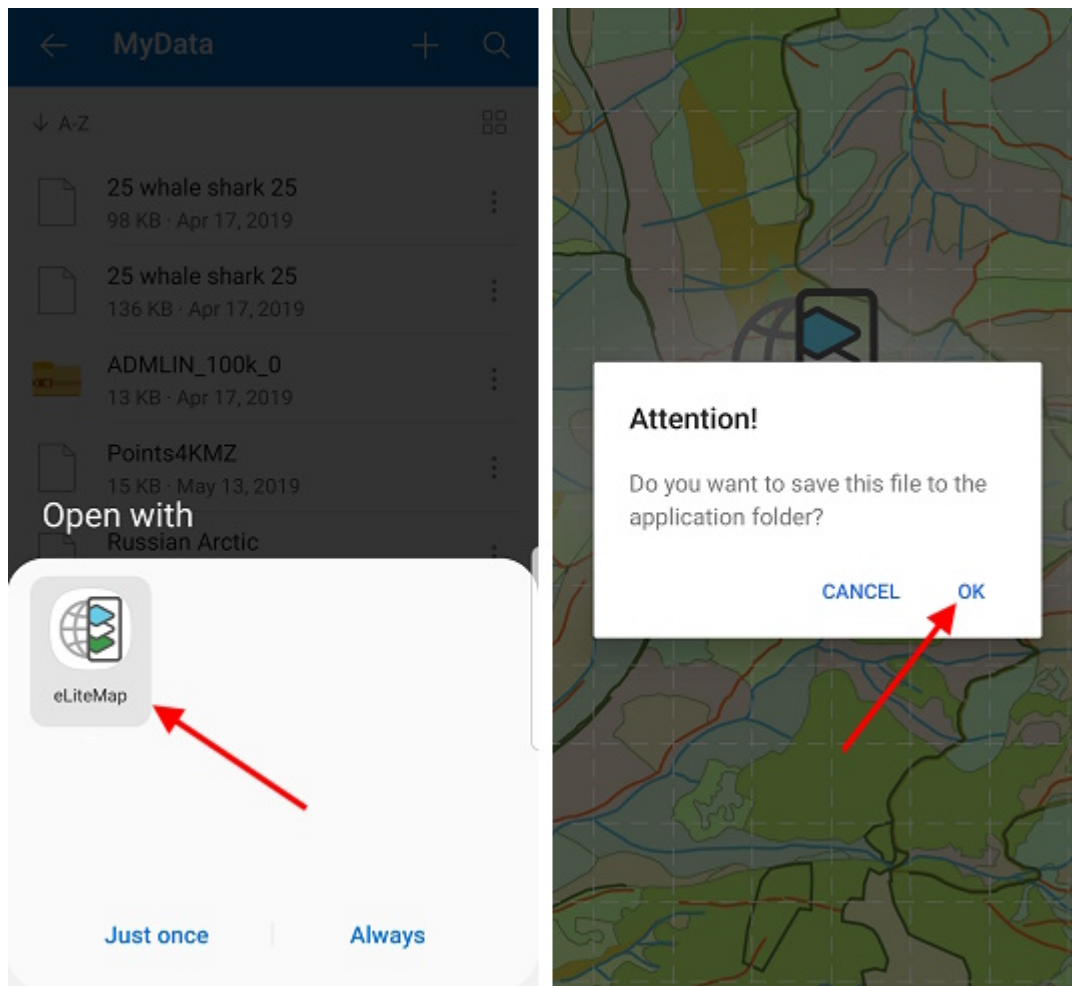 MyData
A-Z
25 whale shark 25
98 KB · Apr 17, 2019
25 whale shark 25
136 KB · Apr 17, 2019
ADMLIN_100k_0
13 KB · Apr 17, 2019
Points4KMZ
15 KB · May 13, 2019
Open with
Russian Arctic
eLiteMap
Just once
Always
Attention!
Do you want to save this file to the
application folder?
CANCEL
OK